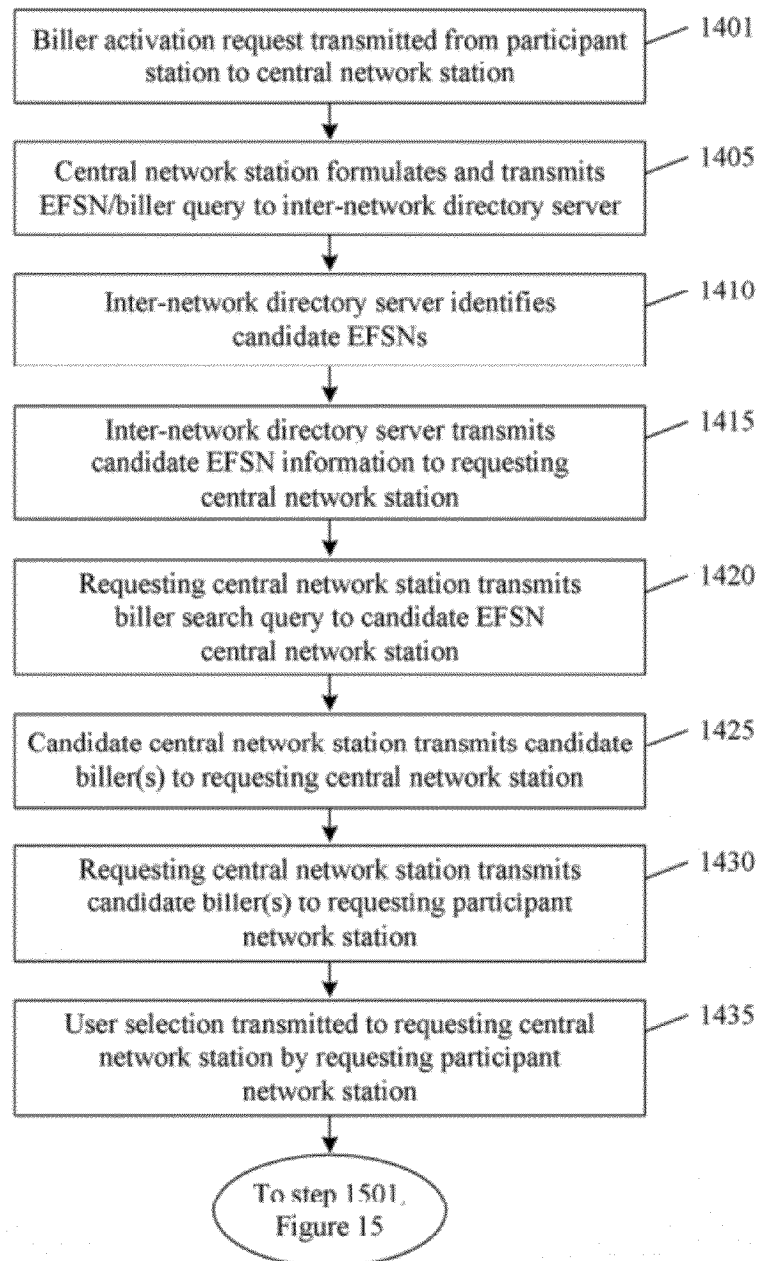 Biller activation request transmitted from participant
station to central network station
1401
Central network station formulates and transmits
EFSN/biller query to inter-network directory server
1405
Inter-network directory server identifies
candidate EFSNs
1410
Inter-network directory server transmits
candidate EFSN information to requesting
central network station
1415
Requesting central network station transmits
biller search query to candidate EFSN
central network station
1420
Candidate central network station transmits candidate
biller(s) to requesting central network station
1425
Requesting central network station transmits
candidate biller(s) to requesting participant
network station
1430
User selection transmitted to requesting central
network station by requesting participant
network station
1435
To step 1501,
Figure 15